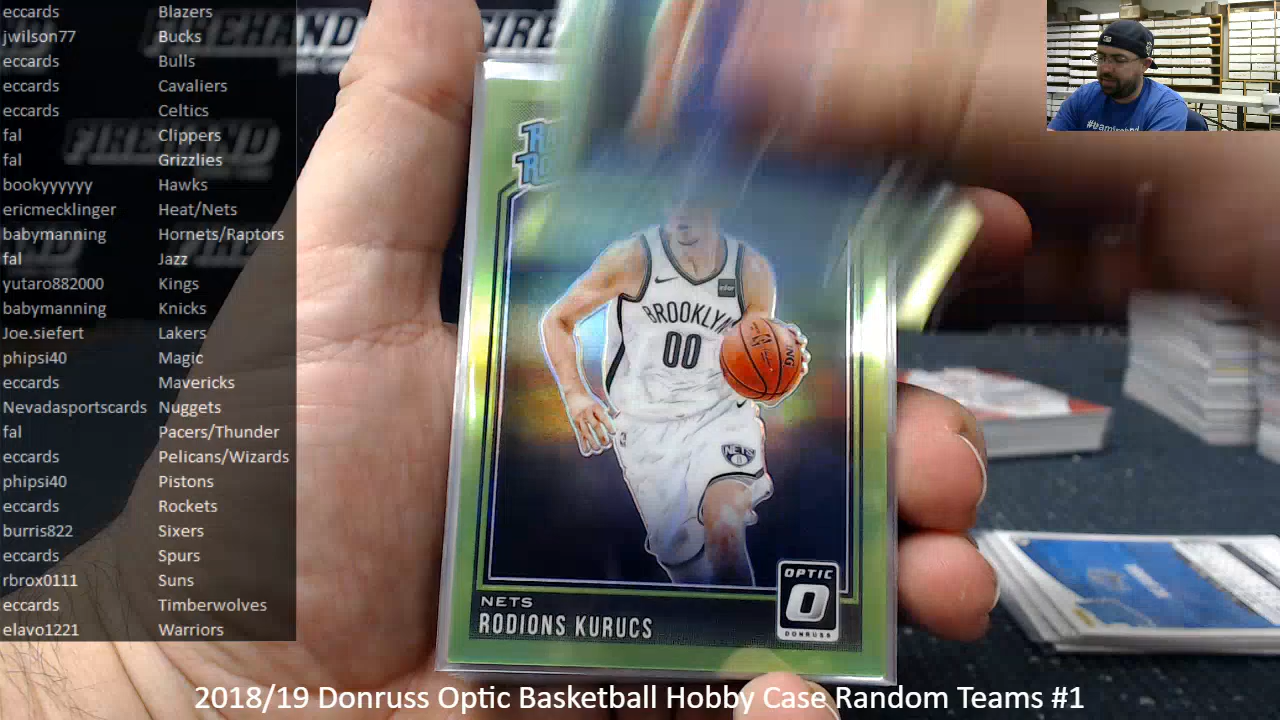 eccards Blazers
jwilson77 Bucks
eccards Bulls
eccards Cavaliers
eccards Celtics
fal Clippers
fal Grizzlies
bookyyyyyy Hawks
ericmecklinger Heat/Nets
babymanning Hornets/Raptors
fal Jazz
yutaro882000 Kings
babymanning Knicks
Joe.siefert Lakers
phipsi40 Magic
eccards Mavericks
Nevadasportscards Nuggets
fal Pacers/Thunder
eccards Pelicans/Wizards
phipsi40 Pistons
eccards Rockets
burris822 Sixers
eccards Spurs
rbrox0111 Suns
eccards Timberwolves
elavo1221 Warriors
FIREHAND
BROOKLYN
00
NETS
OPTIC
O
DONRUSS
NETS
RODIONS KURUCS
2018/19 Donruss Optic Basketball Hobby Case Random Teams #1